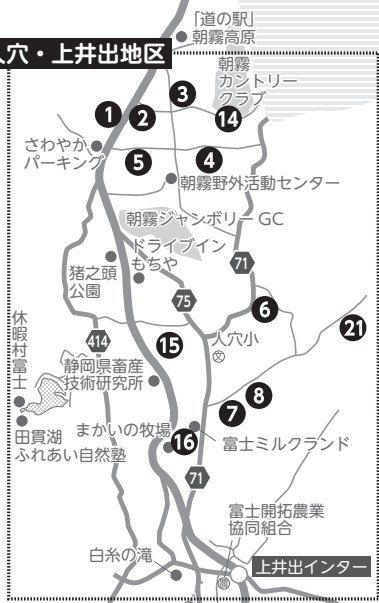 「道の駅」
朝霧高原
人穴・上井出地区
朝霧
カントリー
クラブ
3
1
2
14
さわやか
パーキング
5
4
朝霧野外活動センター
朝霧ジャンボリーGC
ドライブイン
もちや
71
猪之頭
公園
75
6
21
休暇村富士
414
15
人穴小
文
静岡県畜産
技術研究所
8
7
田貫湖
ふれあい自然塾
まかいの牧場
16
富士ミルクランド
71
富士開拓農業
協同組合
白糸の滝
上井出インター